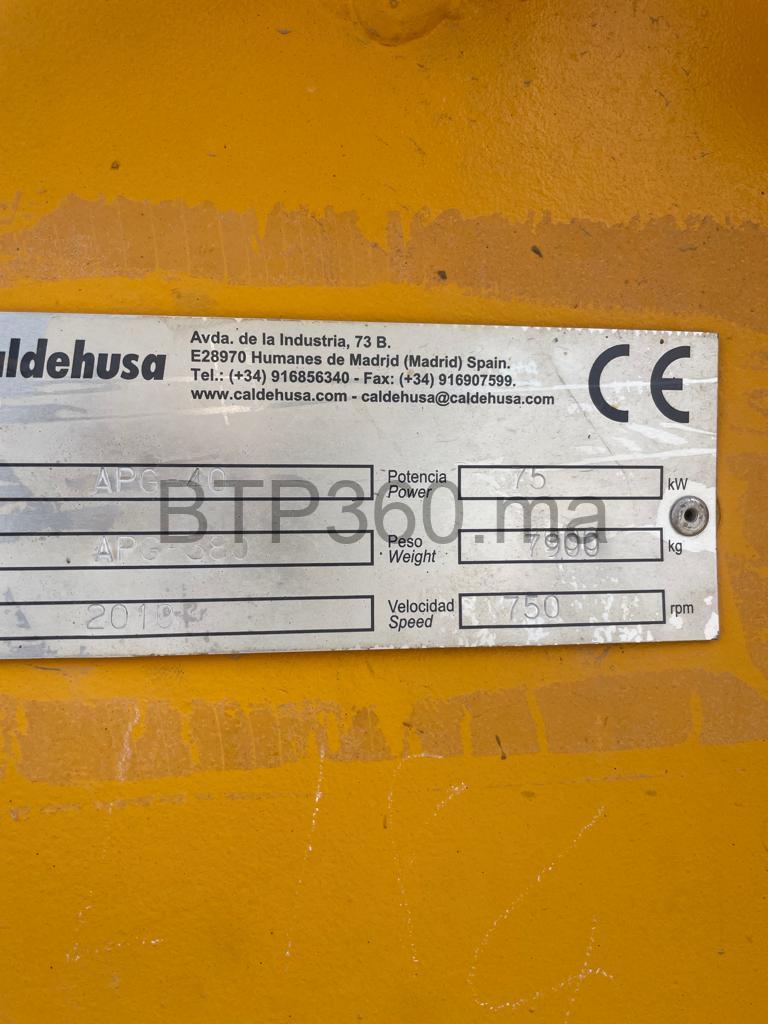 aldehusa
Avda. de la Industria, 73 B.
E28970 Humanes de Madrid (Madrid) Spain.
Tel.: (+34) 916856340 - Fax: (+34) 916907599.
www.caldehusa.com - caldehusa@caldehusa.com
CE
APG-40 Potencia 75 kW
Power
BTP360.ma
APG Peso 7900 kg
Weight
Velocidad 750 rpm
Speed